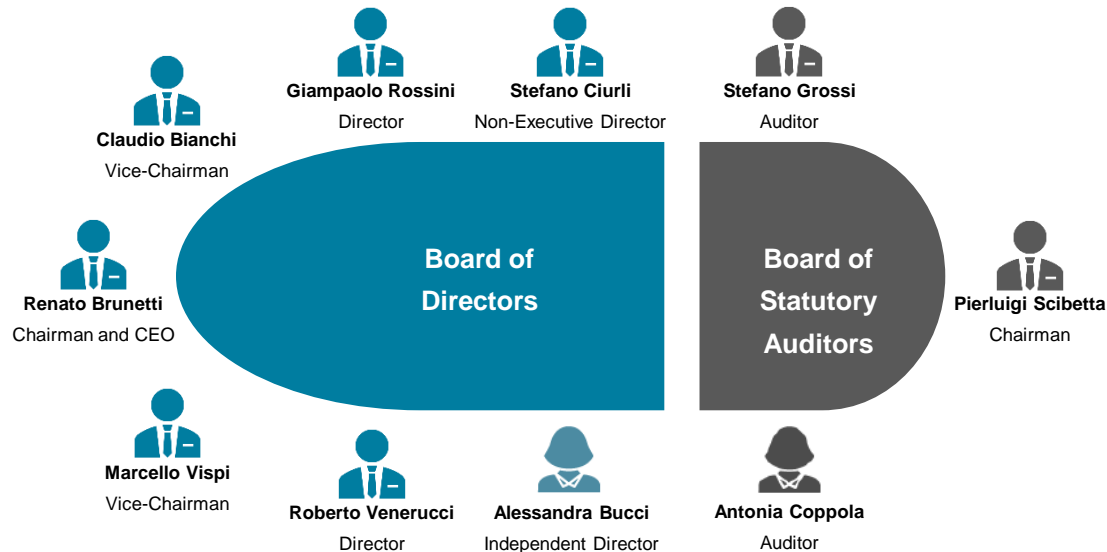 Giampaolo Rossini
Director
Stefano Ciurli
Non-Executive Director
Stefano Grossi
Auditor
Claudio Bianchi
Vice-Chairman
Renato Brunetti
Chairman and CEO
Board of
Directors
Board of
Statutory
Auditors
Pierluigi Scibetta
Chairman
Marcello Vispi
Vice-Chairman
Roberto Venerucci
Director
Alessandra Bucci
Independent Director
Antonia Coppola
Auditor